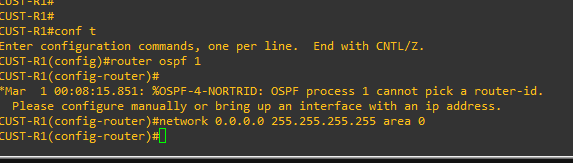 CUST-R1#
CUST-R1#
CUST-R1#conf t
Enter configuration commands, one per line.  End with CNTL/Z.
CUST-R1(config)#router ospf 1
CUST-R1(config-router)#
*Mar  1 00:08:15.851: %OSPF-4-NORTRID: OSPF process 1 cannot pick a router-id.
  Please configure manually or bring up an interface with an ip address.
CUST-R1(config-router)#network 0.0.0.0 255.255.255.255 area 0
CUST-R1(config-router)#